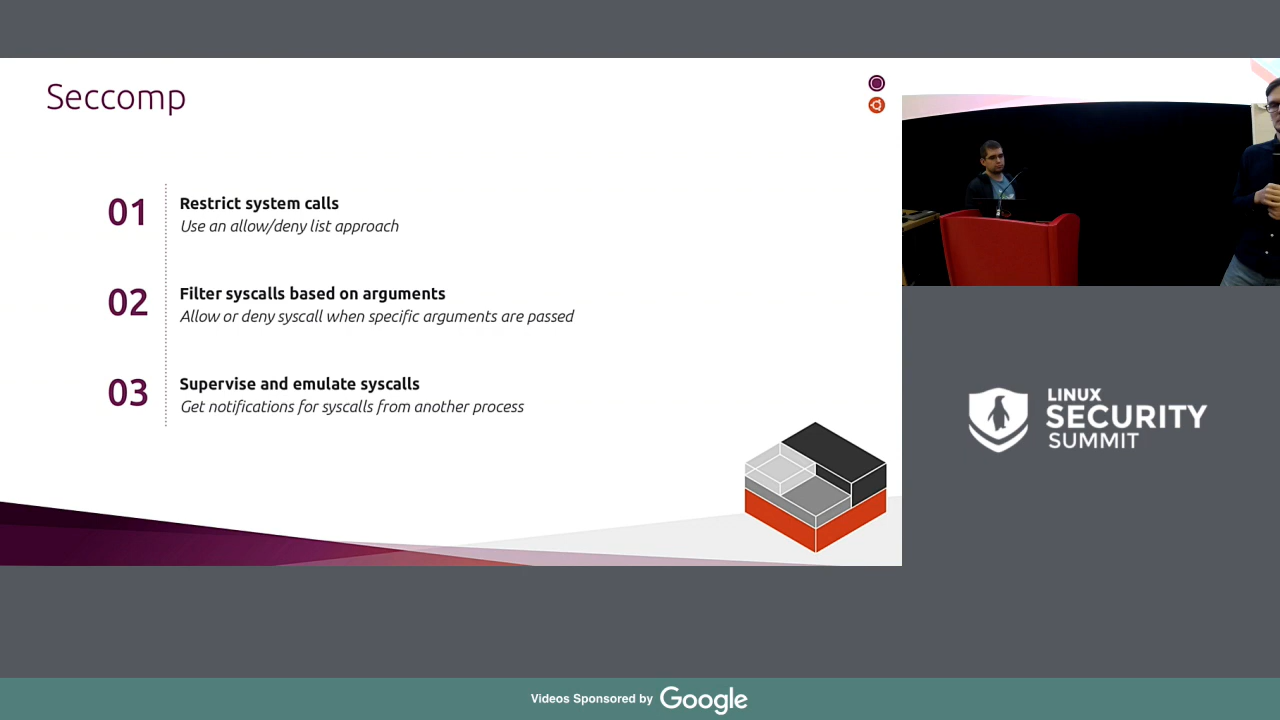 Seccomp
01
Restrict system calls
Use an allow/deny list approach
02
Filter syscalls based on arguments
Allow or deny syscall when specific arguments are passed
03
Supervise and emulate syscalls
Get notifications for syscalls from another process
LINUX
SECURITY
SUMMIT
Videos Sponsored by Google